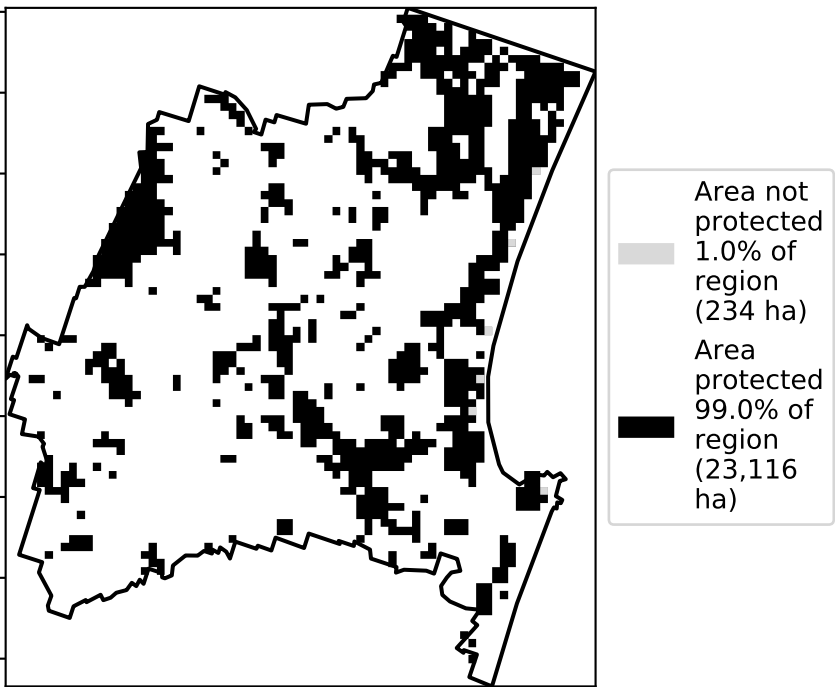 Area not
protected
1.0% of
region
(234 ha)
Area
protected
99.0% of
region
(23,116
ha)